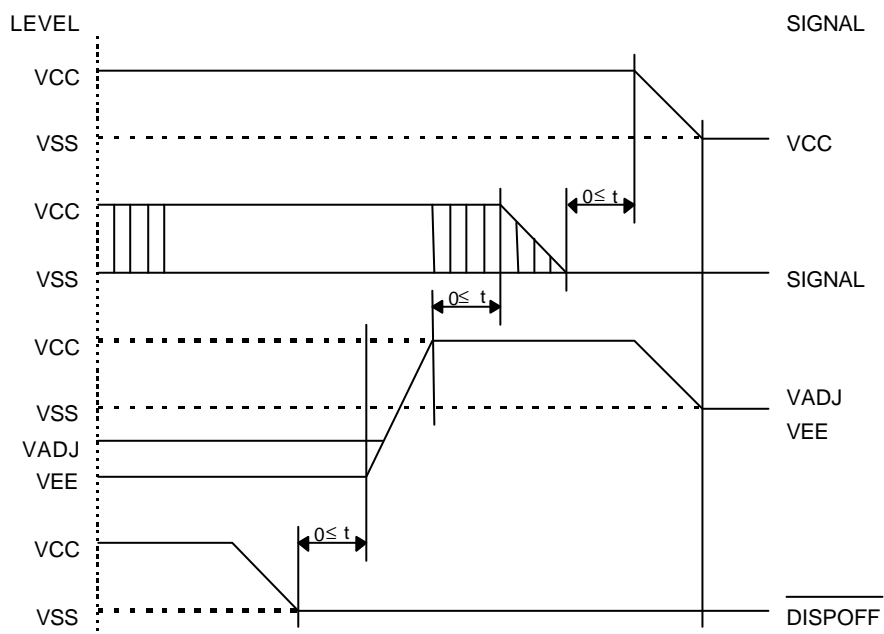 LEVEL SIGNAL
VCC
VSS VCC
0≤ t
VCC
VSS SIGNAL
0≤ t
VCC
VSS VADJ
VADJ VEE
VEE
0≤ t
VCC
VSS DISPOFF